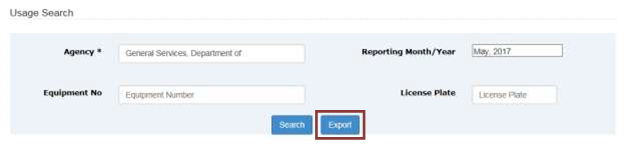 Usage Search
Agency * General Services, Department of Reporting Month/Year May, 2017
Equipment No Equipment Number License Plate License Plate
Search Export